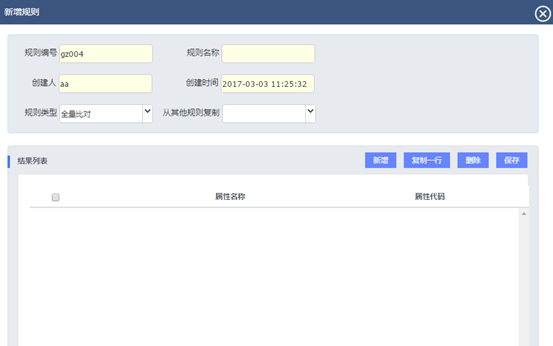 新增规则
规则编号 gz004 规则名称
创建人 aa 创建时间 2017-03-03 11:25:32
规则类型 全量比对 从其他规则复制
结果列表 新增 复制一行 删除 保存
属性名称 属性代码